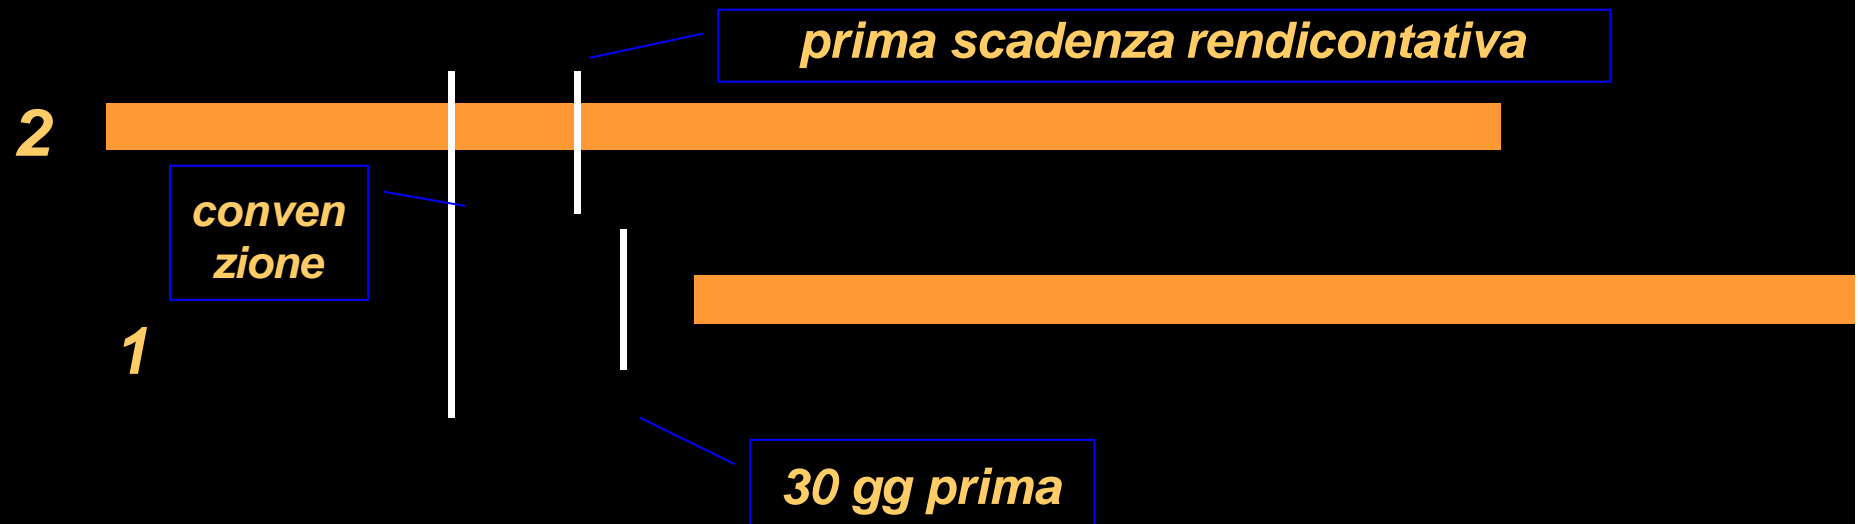 prima scadenza rendicontativa
2
conven
zione
1
30 gg prima